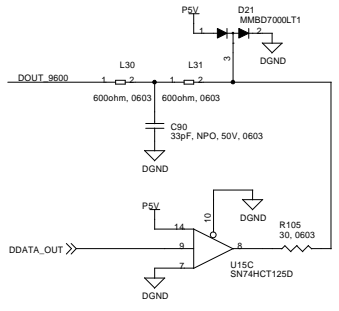 P5V
D21
MMBD7000LT1
1
2
3
DGND
DOUT_9600
L30
L31
1 2
1 2
600ohm, 0603
600ohm, 0603
C90
33pF, NPO, 50V, 0603
DGND
P5V
10
DGND
R105
30, 0603
14
DDATA_OUT
9
8
7
U15C
SN74HCT125D
DGND